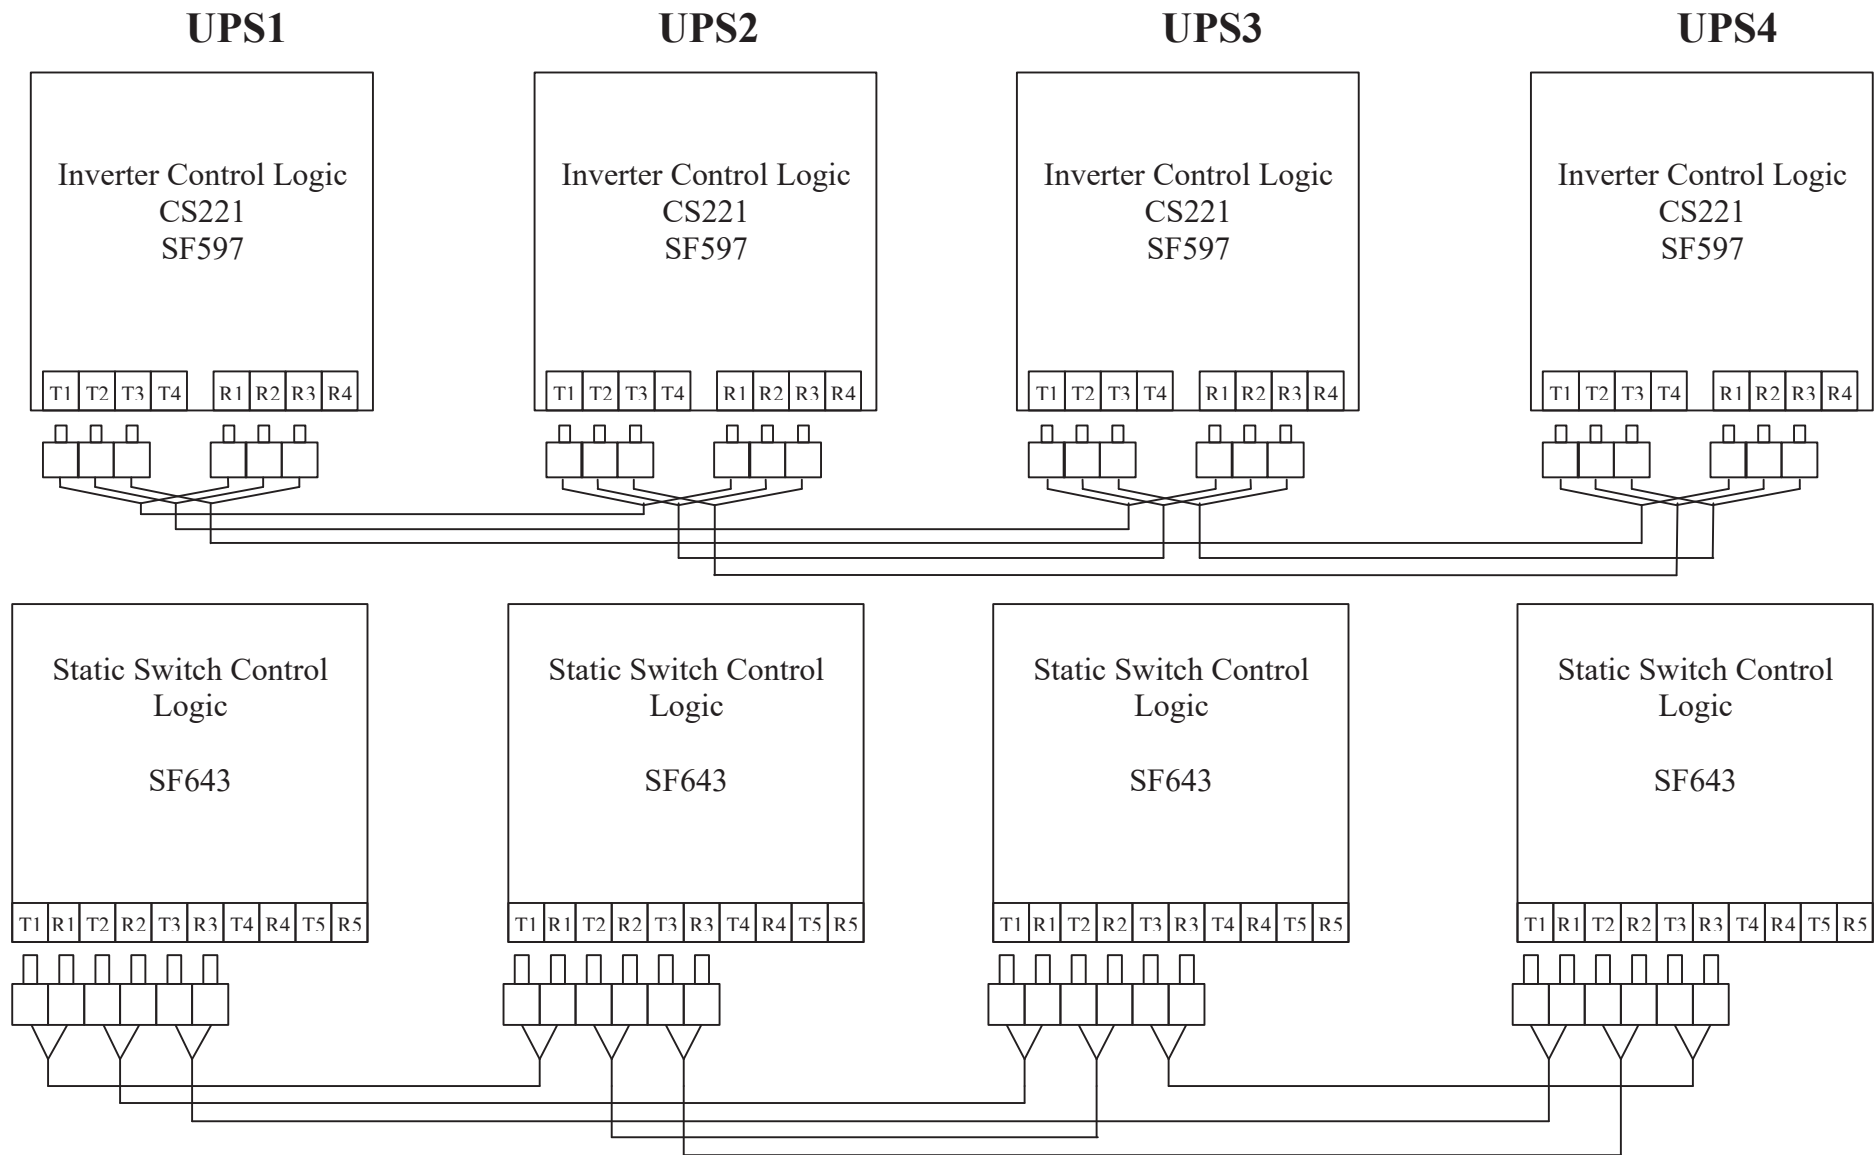 UPS1 UPS2 UPS3 UPS4
Inverter Control Logic
CS221
SF597
T1 T2 T3 T4 R1 R2 R3 R4
Inverter Control Logic
CS221
SF597
T1 T2 T3 T4 R1 R2 R3 R4
Inverter Control Logic
CS221
SF597
T1 T2 T3 T4 R1 R2 R3 R4
Inverter Control Logic
CS221
SF597
T1 T2 T3 T4 R1 R2 R3 R4
Static Switch Control
Logic
SF643
T1 R1 T2 R2 T3 R3 T4 R4 T5 R5
Static Switch Control
Logic
SF643
T1 R1 T2 R2 T3 R3 T4 R4 T5 R5
Static Switch Control
Logic
SF643
T1 R1 T2 R2 T3 R3 T4 R4 T5 R5
Static Switch Control
Logic
SF643
T1 R1 T2 R2 T3 R3 T4 R4 T5 R5